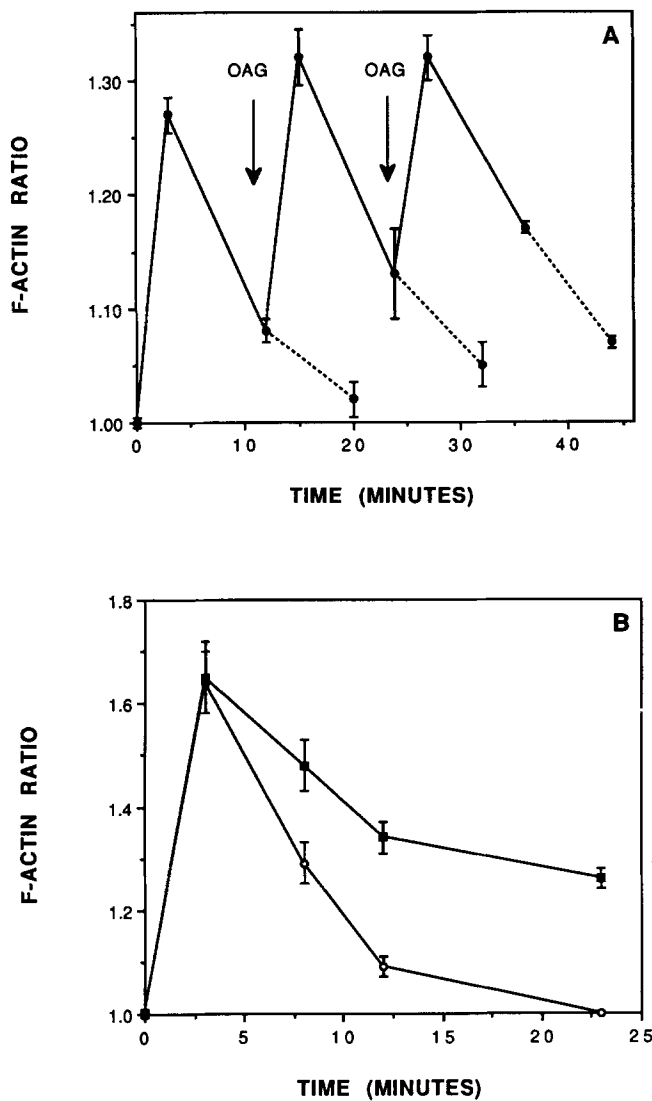 A
OAG OAG
1.30
1.20
1.10
1.00
F-ACTIN RATIO
0 10 20 30 40
TIME (MINUTES)
B
1.8
1.6
1.4
1.2
1.0
F-ACTIN RATIO
0 5 10 15 20 25
TIME (MINUTES)